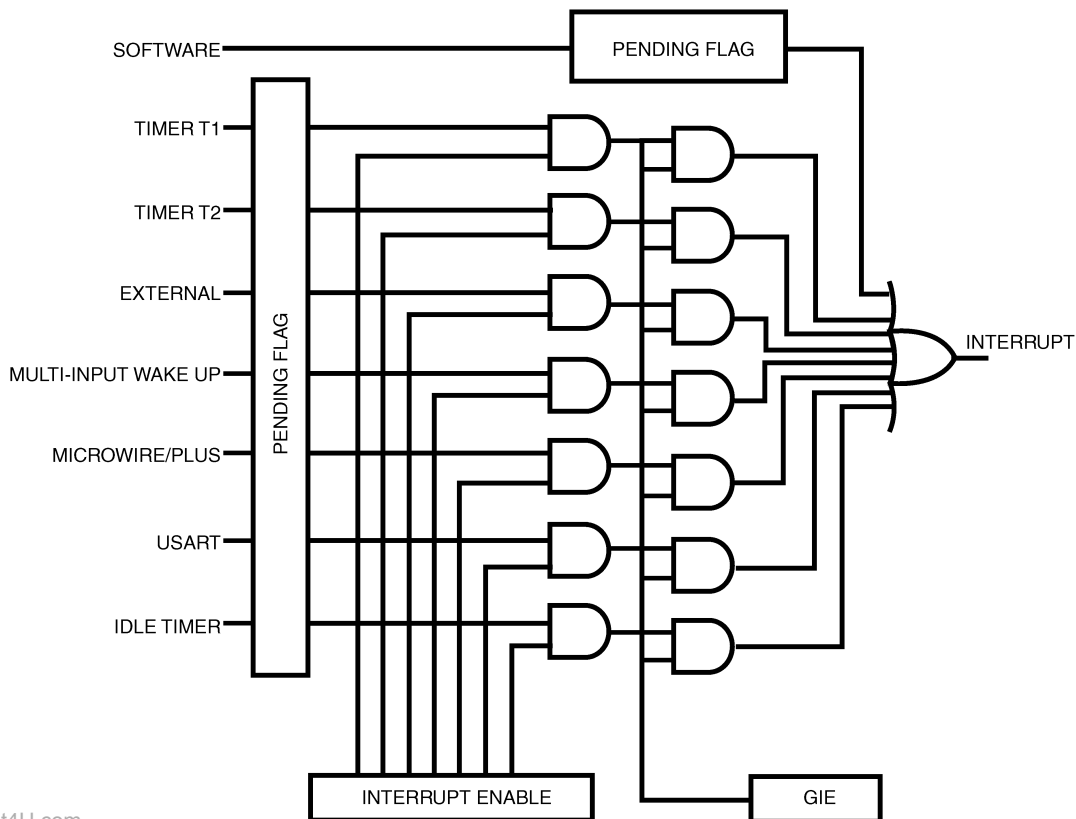 SOFTWARE
PENDING FLAG
TIMER T1
TIMER T2
EXTERNAL
MULTI-INPUT WAKE UP
MICROWIRE/PLUS
USART
IDLE TIMER
PENDING FLAG
INTERRUPT
INTERRUPT ENABLE
GIE